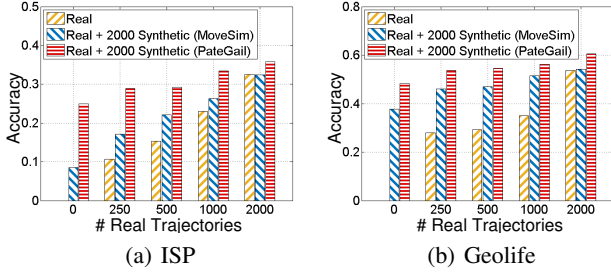 0.5
0.4
0.3
0.2
0.1
0
Accuracy
Real
Real + 2000 Synthetic (MoveSim)
Real + 2000 Synthetic (PateGail)
0 250 500 1000 2000
# Real Trajectories
(a) ISP
0.8
0.6
0.4
0.2
0
Accuracy
Real
Real + 2000 Synthetic (MoveSim)
Real + 2000 Synthetic (PateGail)
0 250 500 1000 2000
# Real Trajectories
(b) Geolife